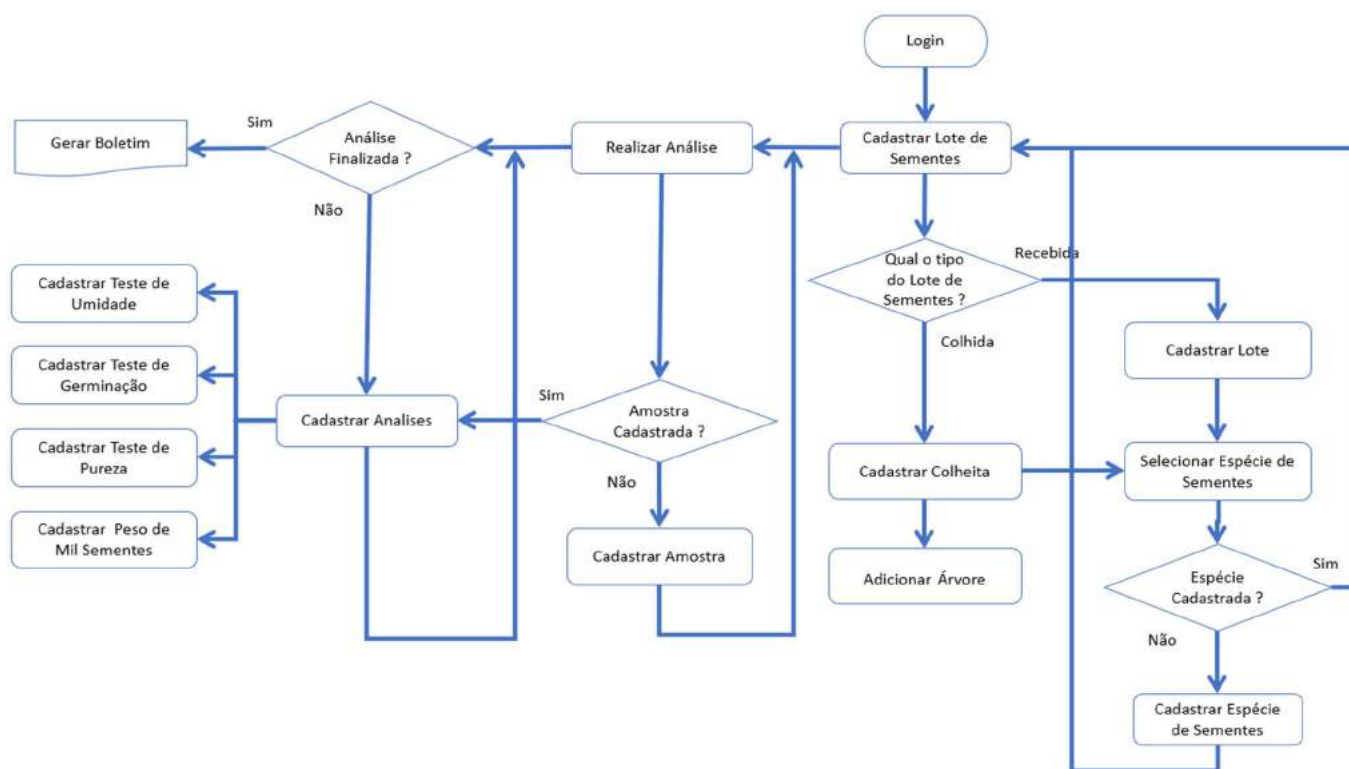 Login
Sim
Gerar Boletim
Análise
Finalizada ?
Realizar Análise
Cadastrar Lote de
Sementes
Não
Qual o tipo
do Lote de
Sementes ?
Recebida
Cadastrar Teste de
Umidade
Colhida
Cadastrar Lote
Cadastrar Teste de
Germinação
Cadastrar Analises
Sim
Amostra
Cadastrada ?
Cadastrar Teste de
Pureza
Não
Cadastrar Colheita
Selecionar Espécie de
Sementes
Cadastrar Peso de
Mil Sementes
Cadastrar Amostra
Adicionar Árvore
Espécie
Cadastrada ?
Sim
Não
Cadastrar Espécie
de Sementes